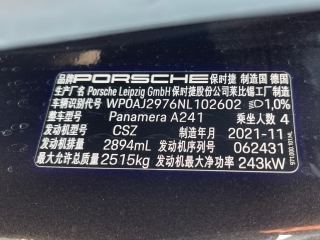 品牌 PORSCHE 保时捷 制造国 德国
生产厂名/ Porsche Leipzig GmbH 保时捷股份公司莱比锡工厂制造
车辆识别代号 WP0AJ2976NL102602 1,0%
整车型号 Panamera A241 乘坐人数 4
发动机型号 CSZ 制造年月 2021-11
发动机排量 2894mL 发动机序列号 062431
最大允许总质量 2515kg 发动机最大净功率 243kW